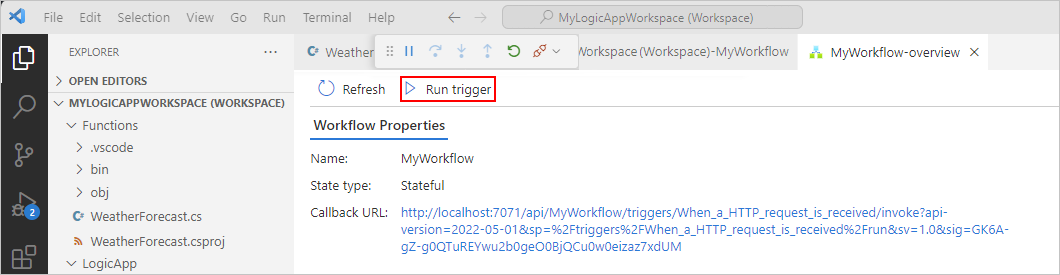 File Edit Selection View Go Run Terminal Help MyLogicAppWorkspace (Workspace)
EXPLORER
OPEN EDITORS
MYLOGICAPPWORKSPACE (WORKSPACE)
Functions
.vscode
bin
obj
WeatherForecast.cs
WeatherForecast.csproj
LogicApp
2
Weather Workspace (Workspace)-MyWorkflow MyWorkflow-overview
Refresh Run trigger
Workflow Properties
Name: MyWorkflow
State type: Stateful
Callback URL: http://localhost:7071/api/MyWorkflow/triggers/When_a_HTTP_request_is_received/invoke?api-
version=2022-05-01&sp=%2Ftriggers%2FWhen_a_HTTP_request_is_received%2Frun&sv=1.0&sig=GK6A-
gZ-g0QTuREYwu2b0geO0BjQCu0w0eizaz7xdUM